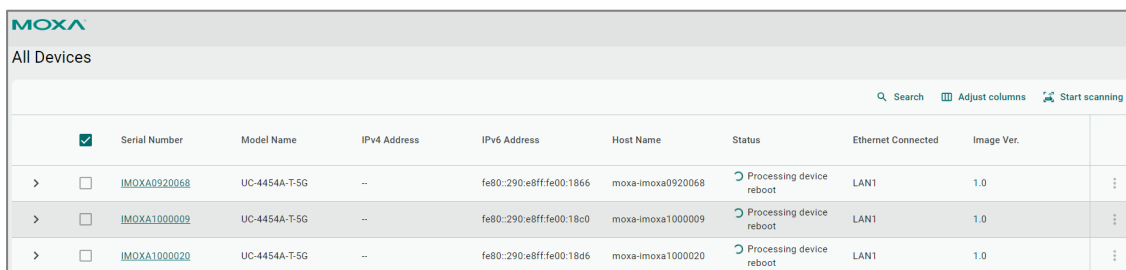 MOXA
All Devices
Search Adjust columns Start scanning
Serial Number Model Name IPv4 Address IPv6 Address Host Name Status Ethernet Connected Image Ver.
IMOXA0920068 UC-4454A-T-5G -- fe80::290:e8ff:fe00:1866 moxa-imoxa0920068 Processing device reboot LAN1 1.0
IMOXA1000009 UC-4454A-T-5G -- fe80::290:e8ff:fe00:18c0 moxa-imoxa1000009 Processing device reboot LAN1 1.0
IMOXA1000020 UC-4454A-T-5G -- fe80::290:e8ff:fe00:18d6 moxa-imoxa1000020 Processing device reboot LAN1 1.0